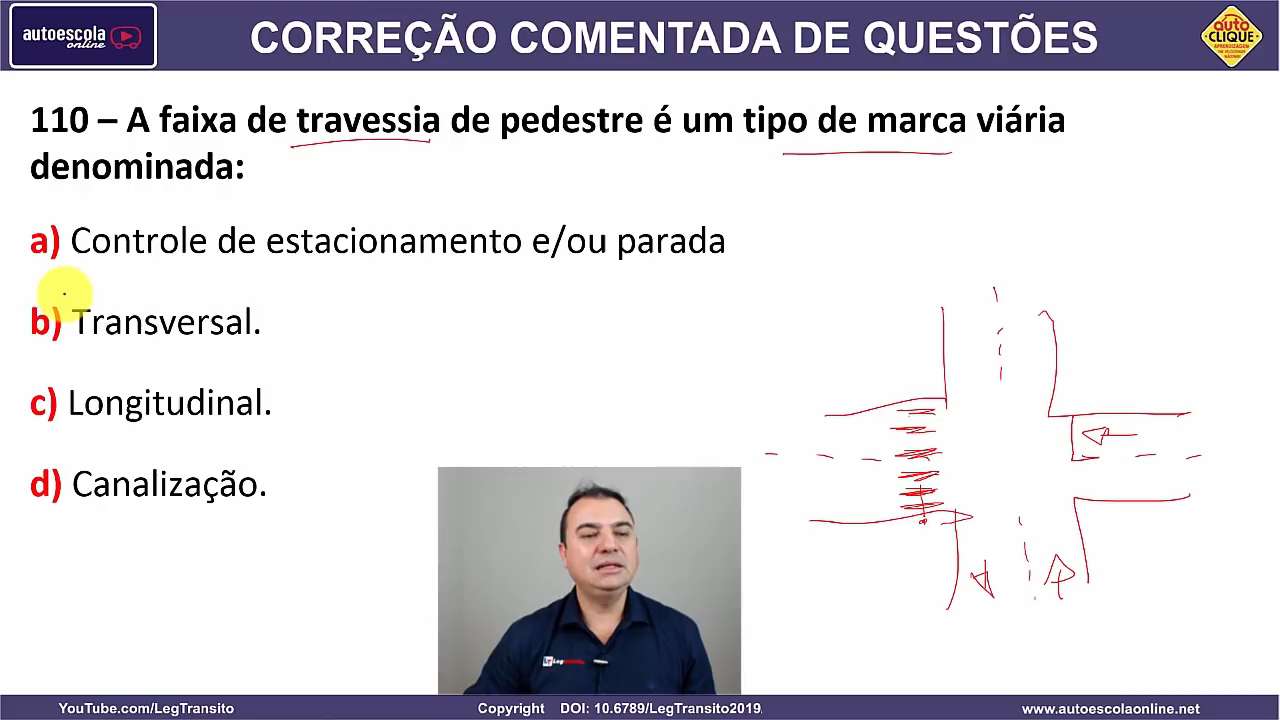 autoescola
online
CORREÇÃO COMENTADA DE QUESTÕES
auto
CLIQUE
110 – A faixa de travessia de pedestre é um tipo de marca viária
denominada:
a) Controle de estacionamento e/ou parada
b) Transversal.
c) Longitudinal.
d) Canalização.
YouTube.com/LegTransito
Copyright DOI: 10.6789/LegTransito2019.
www.autoescolaonline.net